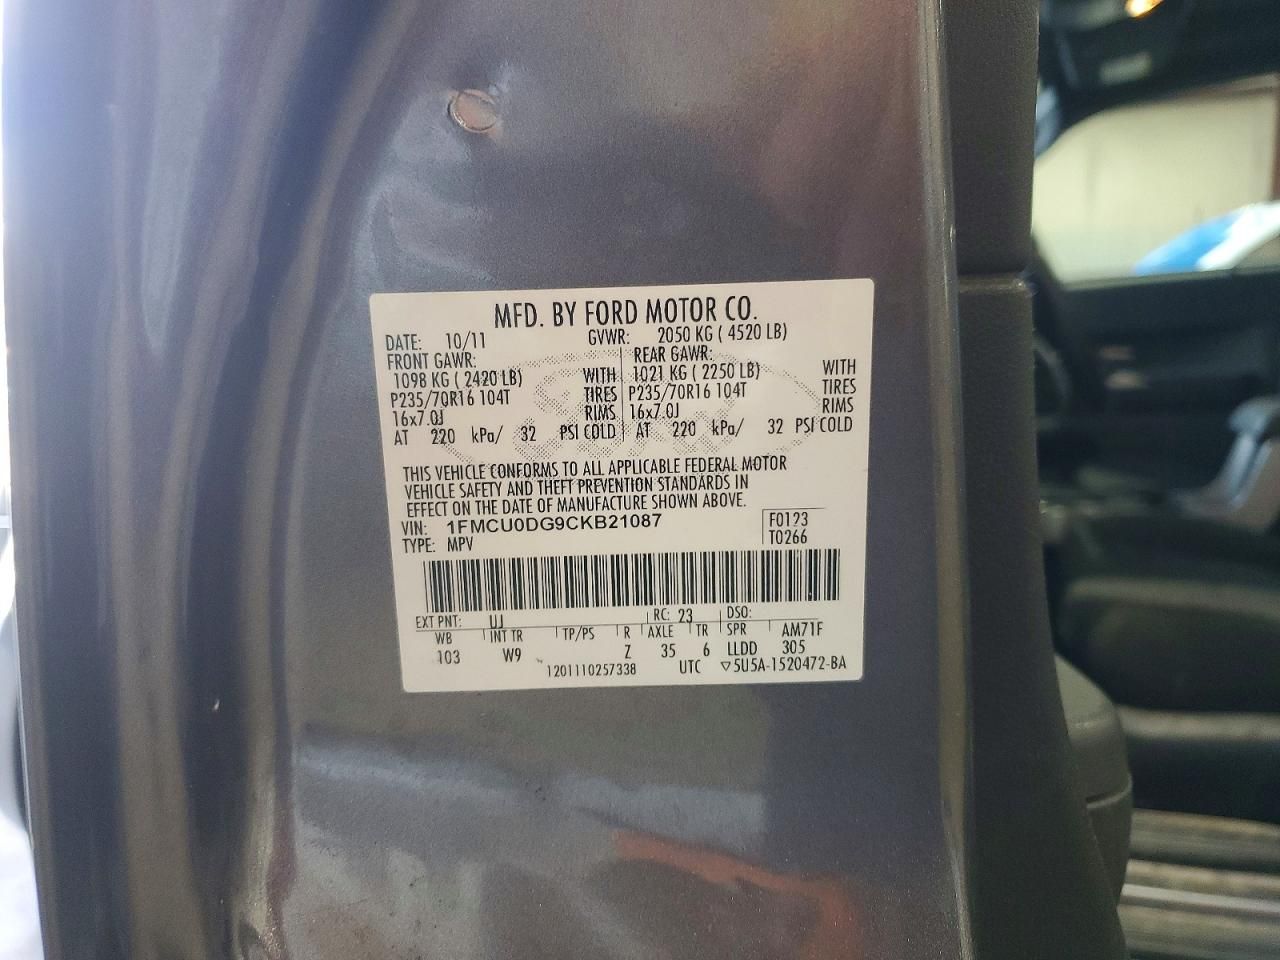 MFD. BY FORD MOTOR CO.
DATE: 10/11 GVWR: 2050 KG ( 4520 LB)
FRONT GAWR: REAR GAWR:
1098 KG ( 2420 LB) WITH 1021 KG ( 2250 LB) WITH
P235/70R16 104T TIRES P235/70R16 104T TIRES
16x7.0J RIMS 16x7.0J RIMS
AT 220 kPa/ 32 PSI COLD AT 220 kPa/ 32 PSI COLD
THIS VEHICLE CONFORMS TO ALL APPLICABLE FEDERAL MOTOR
VEHICLE SAFETY AND THEFT PREVENTION STANDARDS IN
EFFECT ON THE DATE OF MANUFACTURE SHOWN ABOVE.
VIN: 1FMCU0DG9CKB21087 F0123
TYPE: MPV T0266
EXT PNT: UJ RC: 23 DSO:
WB INT TR TP/PS R AXLE TR SPR AM71F
103 W9 Z 35 6 LLDD 305
1201110257338 UTC ▽5U5A-1520472-BA